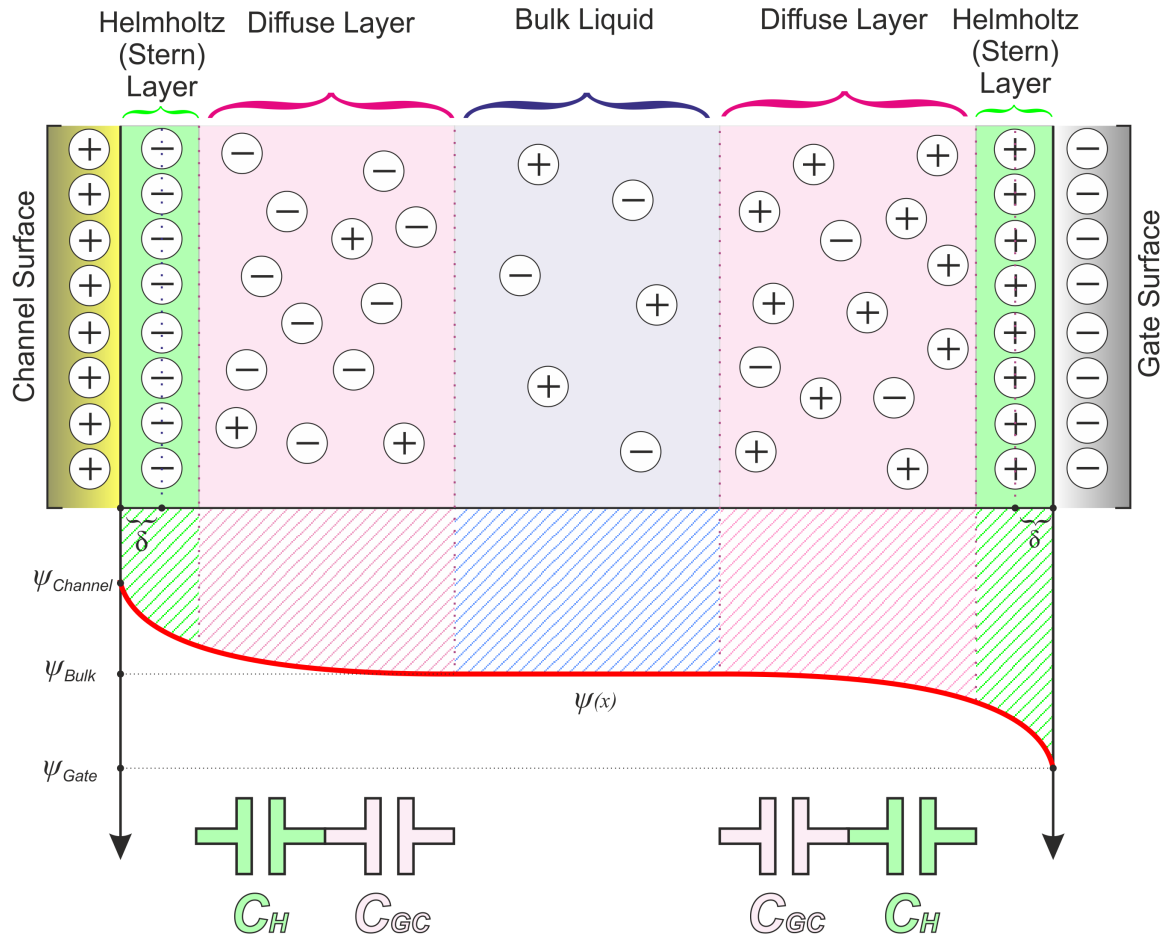 Helmholtz
(Stern)
Layer
Diffuse Layer
Bulk Liquid
Diffuse Layer
Helmholtz
(Stern)
Layer
Channel Surface
Gate Surface
δ
δ
ψChannel
ψBulk
ψ(x)
ψGate
CH
CGC
CGC
CH